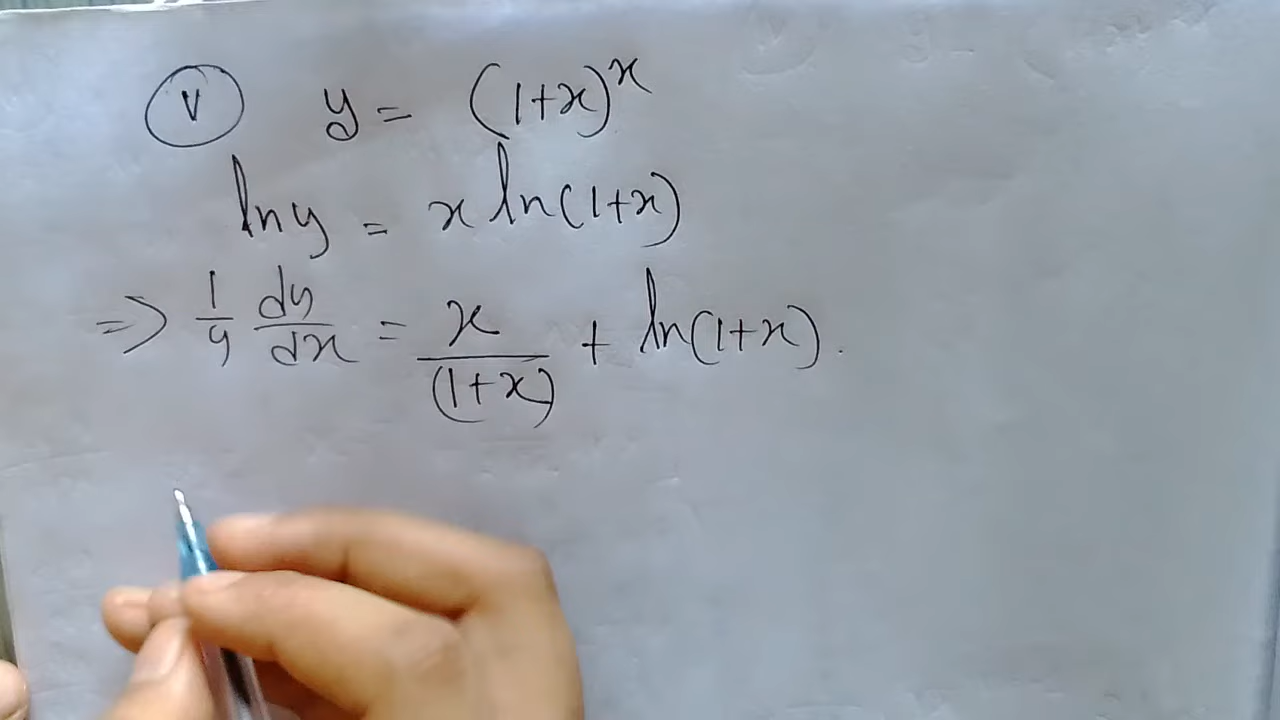 (v) y = (1+x)^x
ln y = x ln(1+x)
=> 1/y dy/dx = x/(1+x) + ln(1+x).